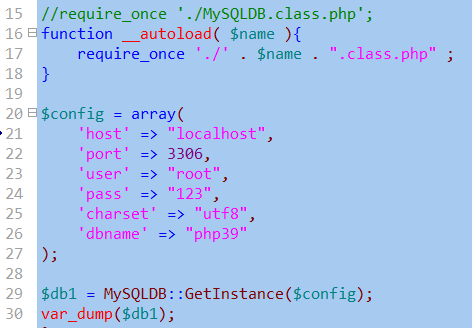 15 //require_once './MySQLDB.class.php';
16 function __autoload( $name ){
17     require_once './' . $name . ".class.php" ;
18 }
19
20 $config = array(
21     'host' => "localhost",
22     'port' => 3306,
23     'user' => "root",
24     'pass' => "123",
25     'charset' => "utf8",
26     'dbname' => "php39"
27 );
28
29 $db1 = MySQLDB::GetInstance($config);
30 var_dump($db1);